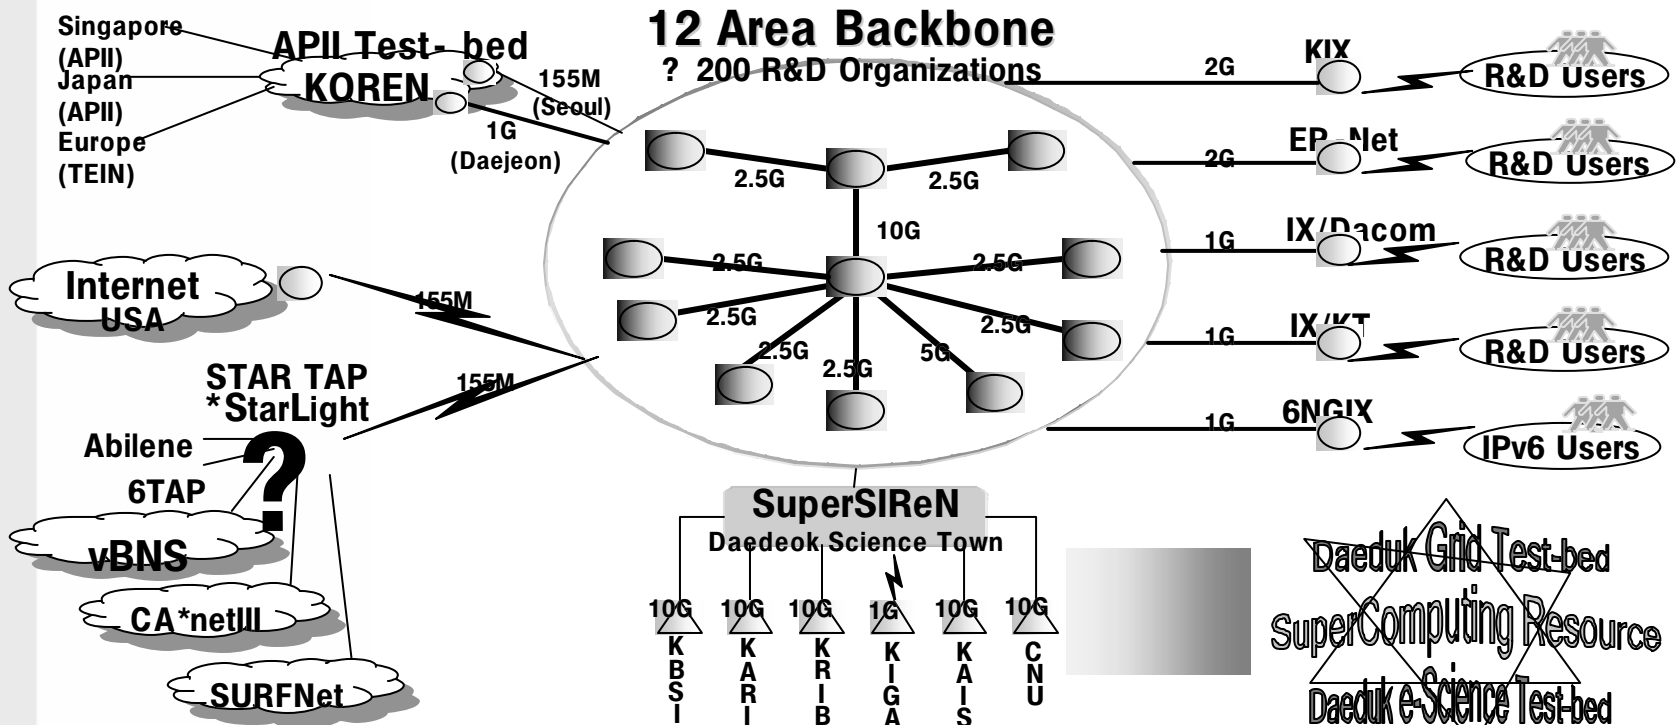 12 Area Backbone
? 200 R&D Organizations
Singapore
(APII)
Japan
(APII)
Europe
(TEIN)
APII Test- bed
KOREN
155M
(Seoul)
1G
(Daejeon)
Internet
USA
155M
STAR TAP
*StarLight
155M
Abilene
?
6TAP
vBNS
CA*netIII
SURFNet
2.5G
2.5G
10G
2.5G
2.5G
2.5G
2.5G
2.5G
2.5G
5G
2G
KIX
R&D Users
2G
R&D Users
1G
IX/Dacom
R&D Users
1G
IX/KT
R&D Users
1G
6NGIX
IPv6 Users
SuperSIReN
Daedeok Science Town
10G
10G
10G
1G
10G
10G
KBSI
KARI
KRIB
KIGA
KAIS
CNU
Daeduk Grid Test-bed
SuperComputing Resource
Daeduk e-Science Test-bed